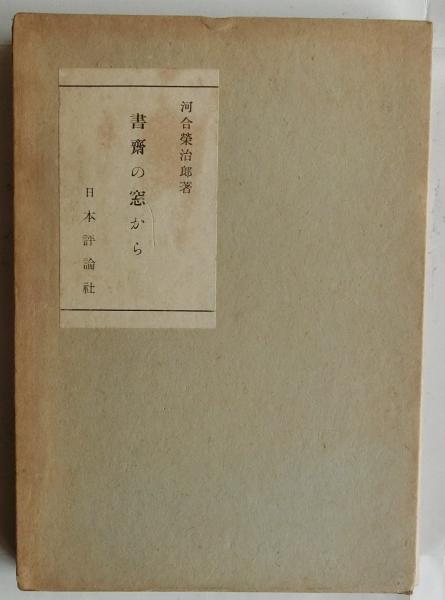 河合榮治郎著
書齋の窓から
日本評論社